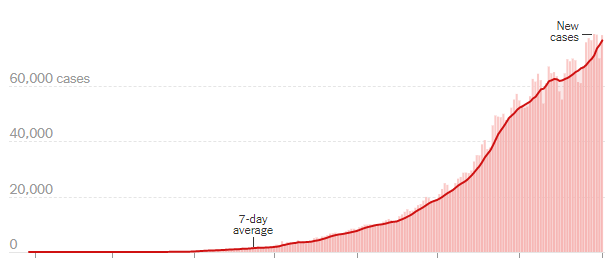 New
cases
60,000 cases
40,000
20,000
7-day
average
0